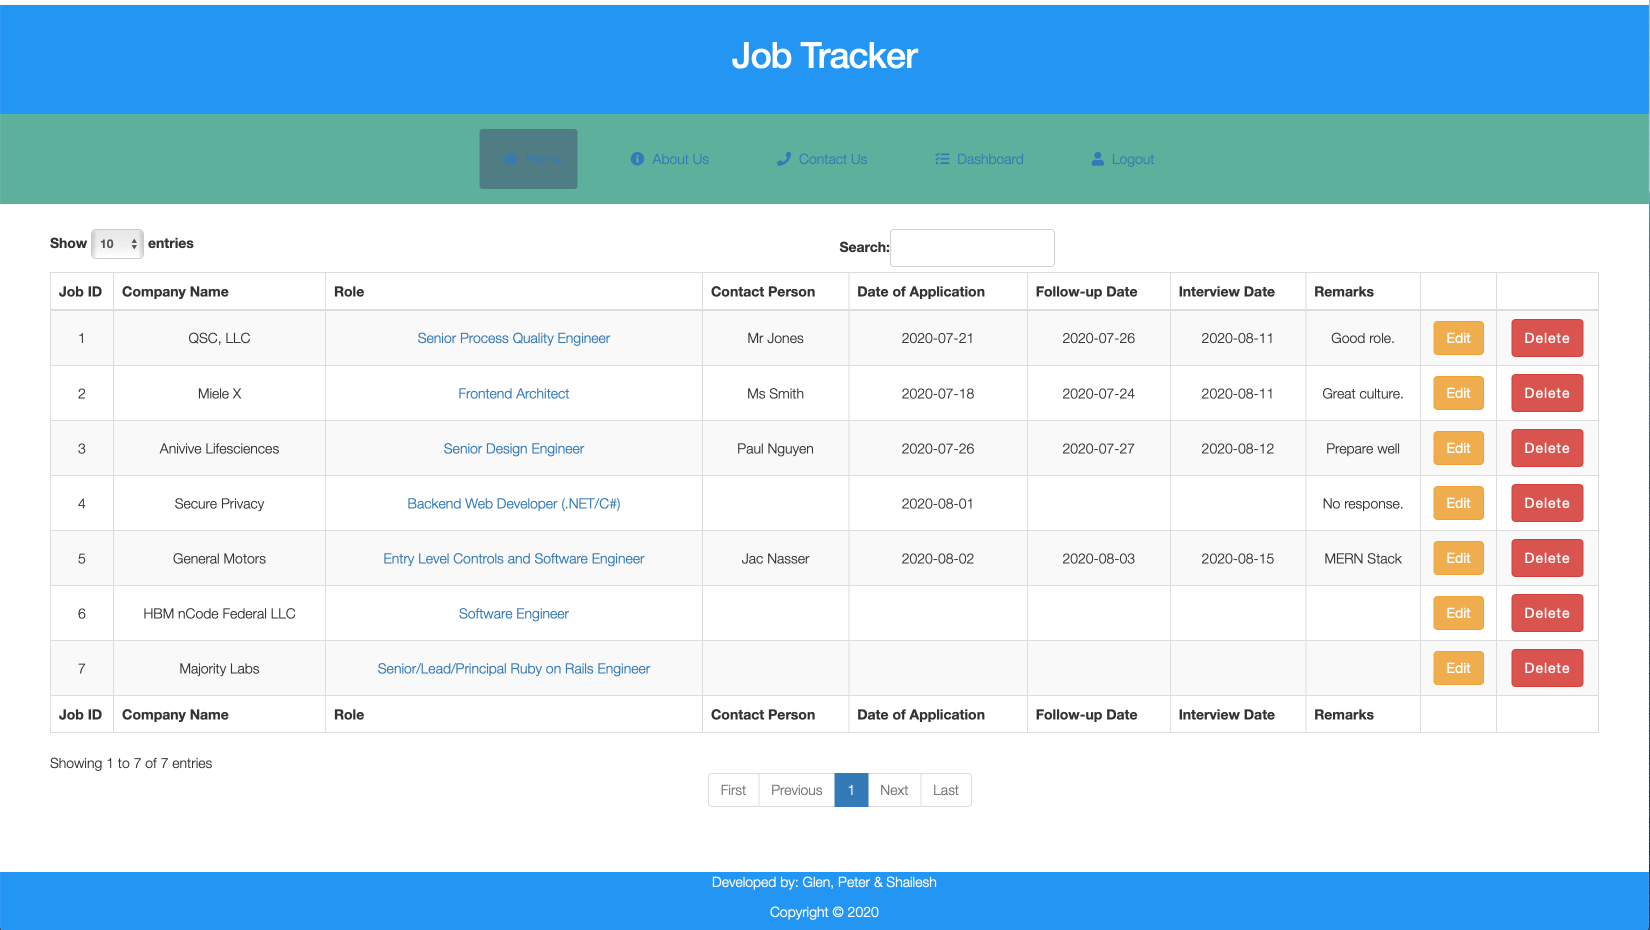 Job Tracker
Home About Us Contact Us Dashboard Logout
Show 10 entries Search:
Job ID Company Name Role Contact Person Date of Application Follow-up Date Interview Date Remarks
1 QSC, LLC Senior Process Quality Engineer Mr Jones 2020-07-21 2020-07-26 2020-08-11 Good role. Edit Delete
2 Miele X Frontend Architect Ms Smith 2020-07-18 2020-07-24 2020-08-11 Great culture. Edit Delete
3 Anivive Lifesciences Senior Design Engineer Paul Nguyen 2020-07-26 2020-07-27 2020-08-12 Prepare well Edit Delete
4 Secure Privacy Backend Web Developer (.NET/C#) 2020-08-01 No response. Edit Delete
5 General Motors Entry Level Controls and Software Engineer Jac Nasser 2020-08-02 2020-08-03 2020-08-15 MERN Stack Edit Delete
6 HBM nCode Federal LLC Software Engineer Edit Delete
7 Majority Labs Senior/Lead/Principal Ruby on Rails Engineer Edit Delete
Job ID Company Name Role Contact Person Date of Application Follow-up Date Interview Date Remarks
Showing 1 to 7 of 7 entries
First Previous 1 Next Last
Developed by: Glen, Peter & Shailesh
Copyright © 2020